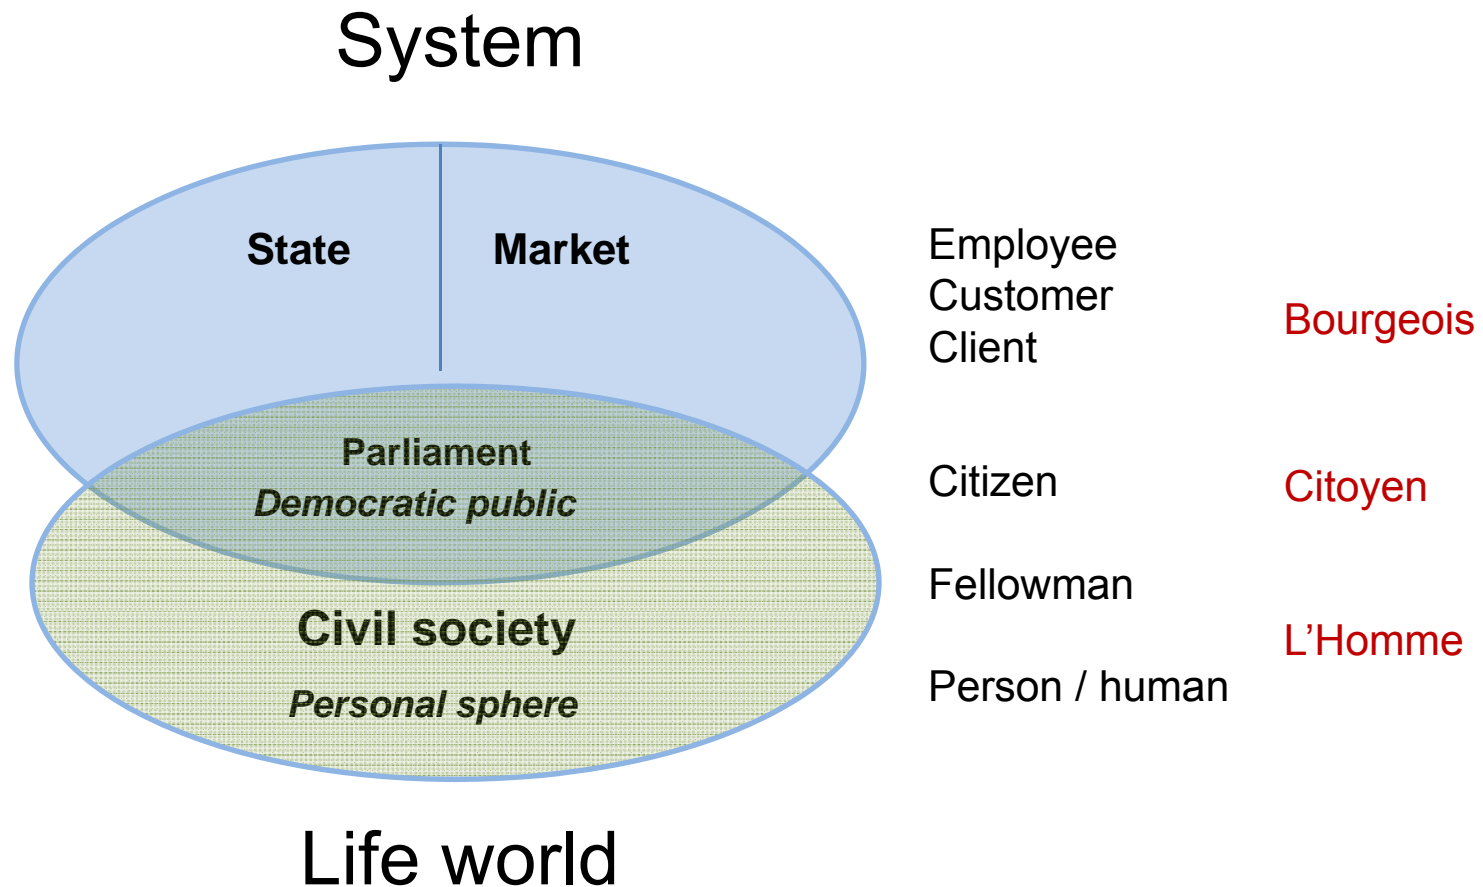 System
State
Market
Employee
Customer
Client
Bourgeois
Parliament
Democratic public
Citizen
Citoyen
Fellowman
Civil society
L’Homme
Personal sphere
Person / human
Life world